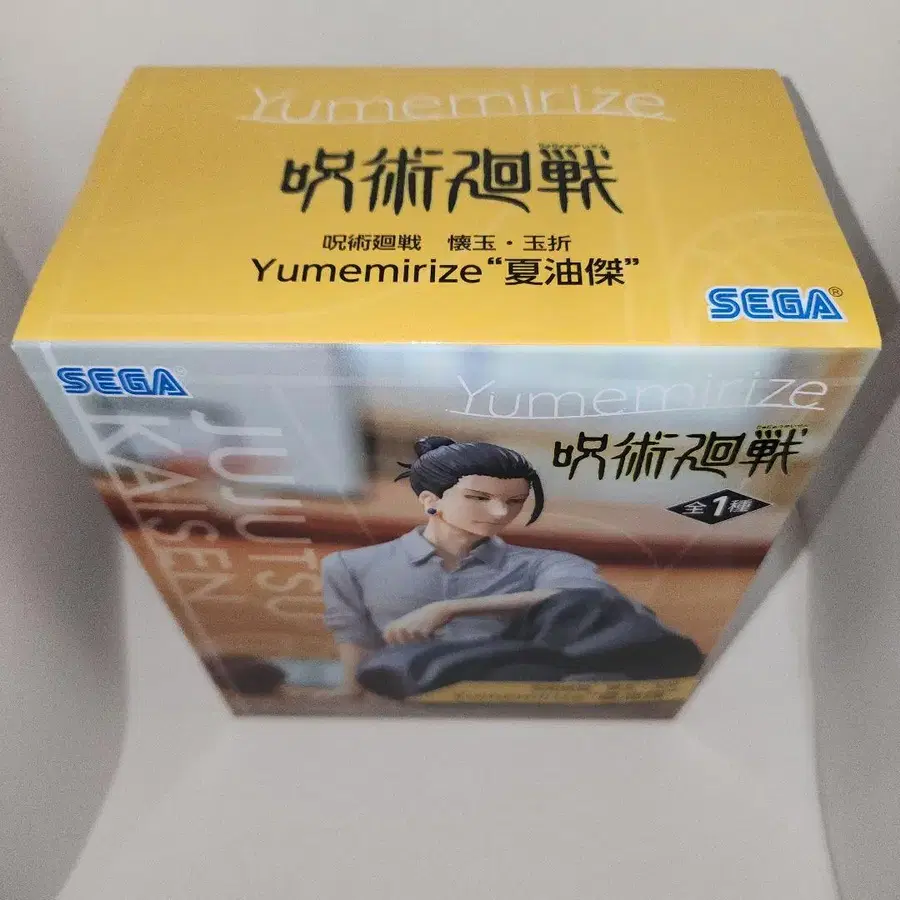 Yumemirize
呪術廻戦
呪術廻戦 懐玉・玉折
Yumemirize “夏油傑”
SEGA®
SEGA
Yumemirize
JUJUTSU
KAISEN
呪術廻戦
全1種